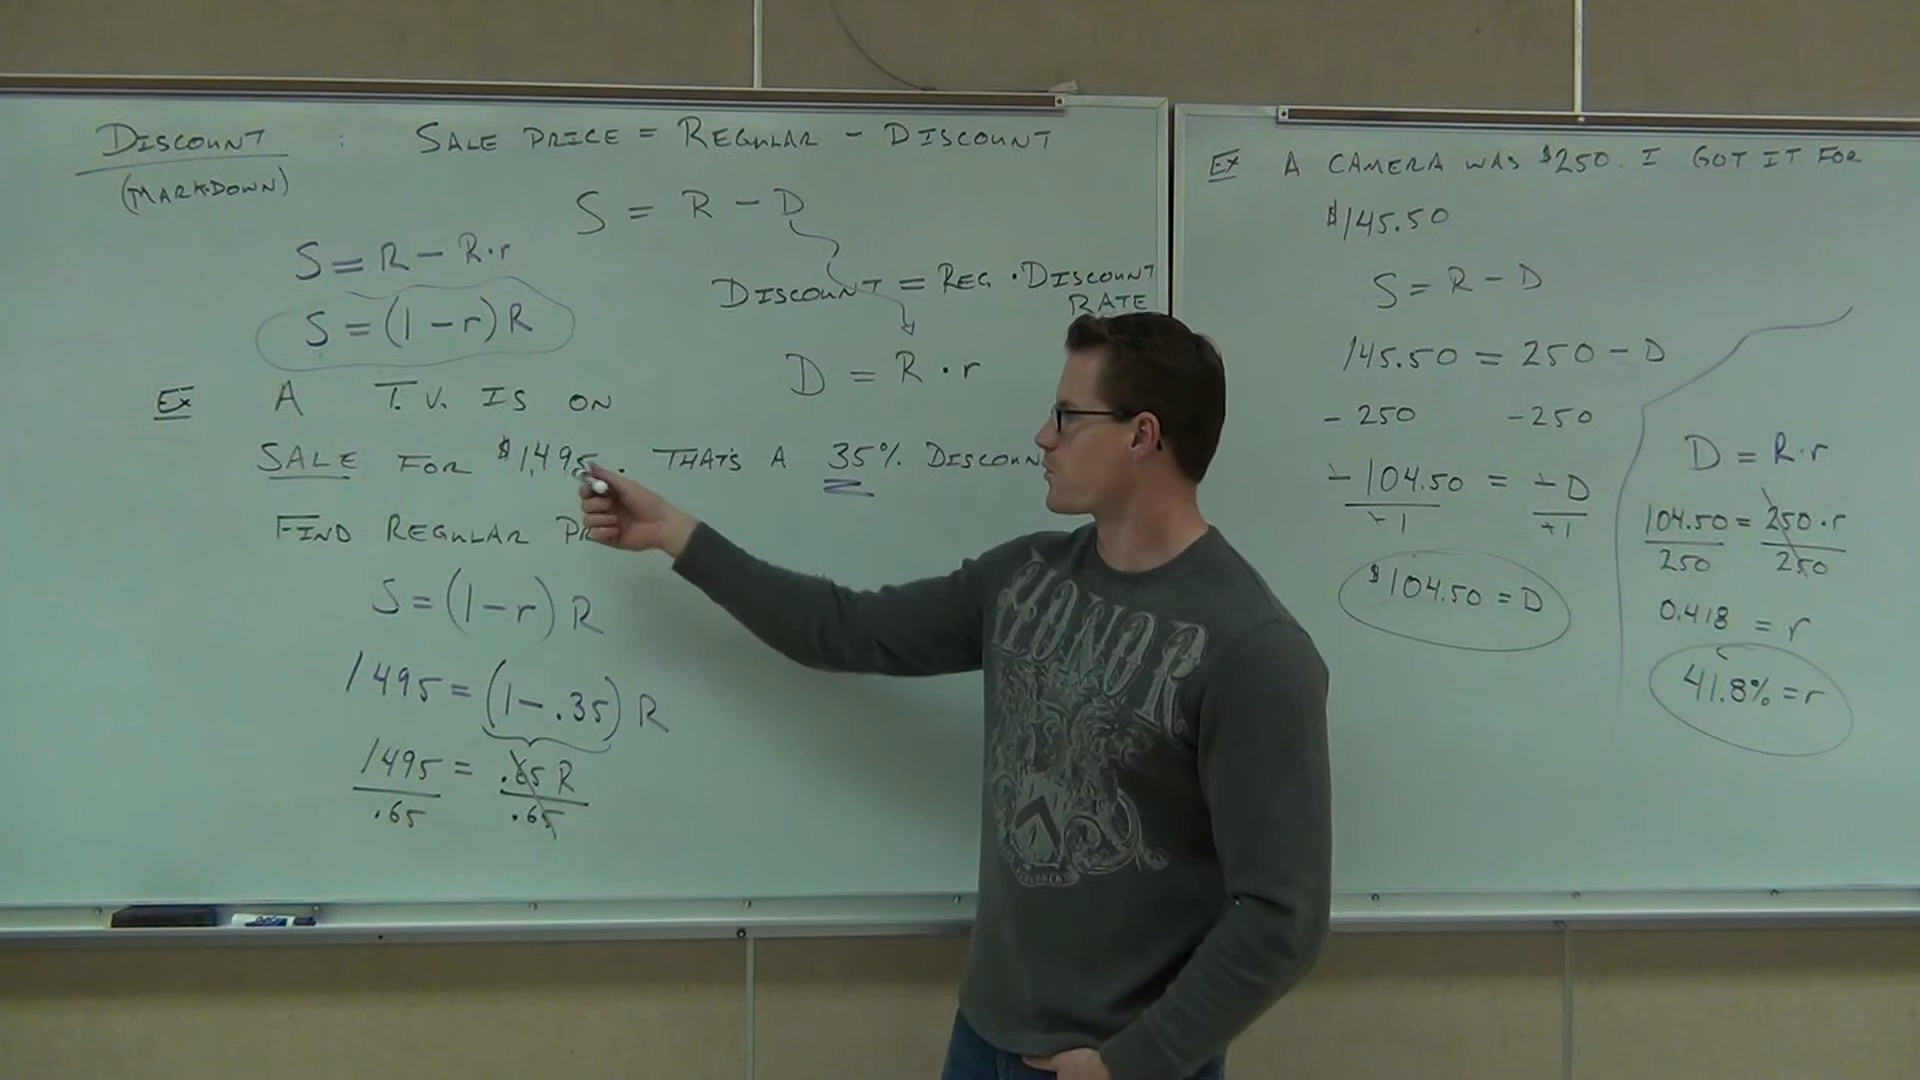 DISCOUNT : SALE PRICE = REGULAR - DISCOUNT
(MARKDOWN)
S = R - D
S = R - R·r
DISCOUNT = REG · DISCOUNT
RATE
S = (1 - r) R
D = R · r
Ex A T.V. IS ON
SALE FOR $1,495. THAT'S A 35% DISCOUN
FIND REGULAR PR
S = (1 - r) R
1495 = (1 - .35) R
1495 = .65 R
.65 .65
Ex A CAMERA WAS $250. I GOT IT FOR
$145.50
S = R - D
145.50 = 250 - D
- 250 - 250
- 104.50 = - D
-1 -1
$104.50 = D
D = R·r
104.50 = 250 · r
250 250
0.418 = r
41.8% = r
HONOR